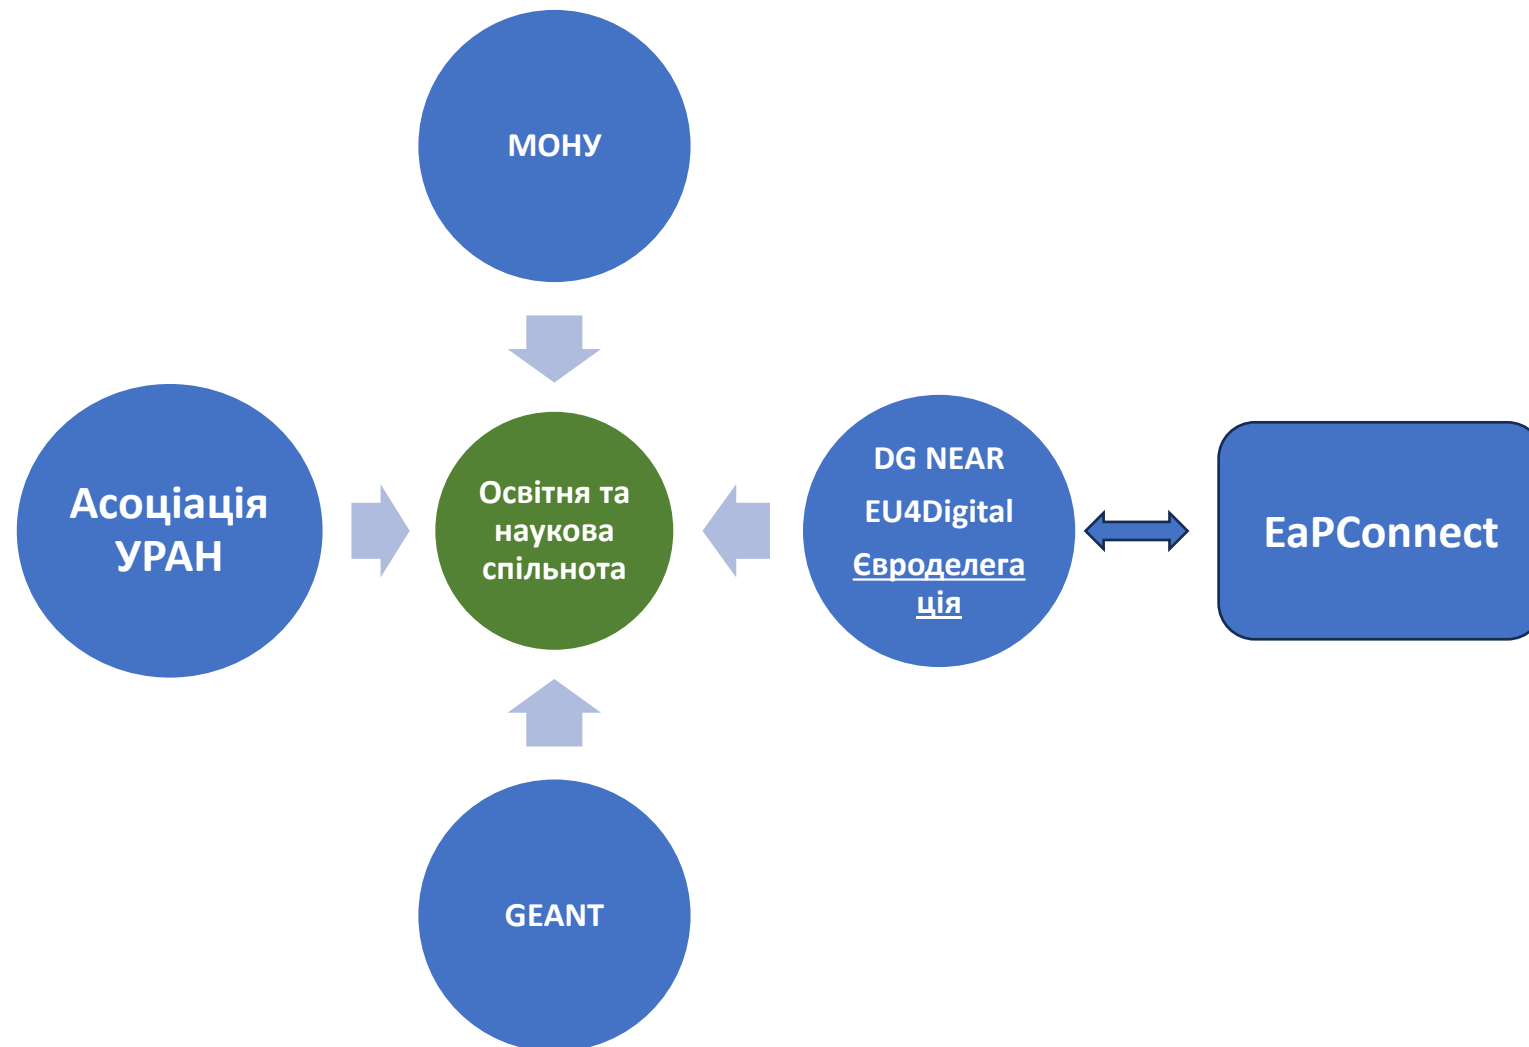 МОНУ
Асоціація
УРАН
Освітня та
наукова
спільнота
DG NEAR
EU4Digital
Євроделега
ція
EaPConnect
GEANT